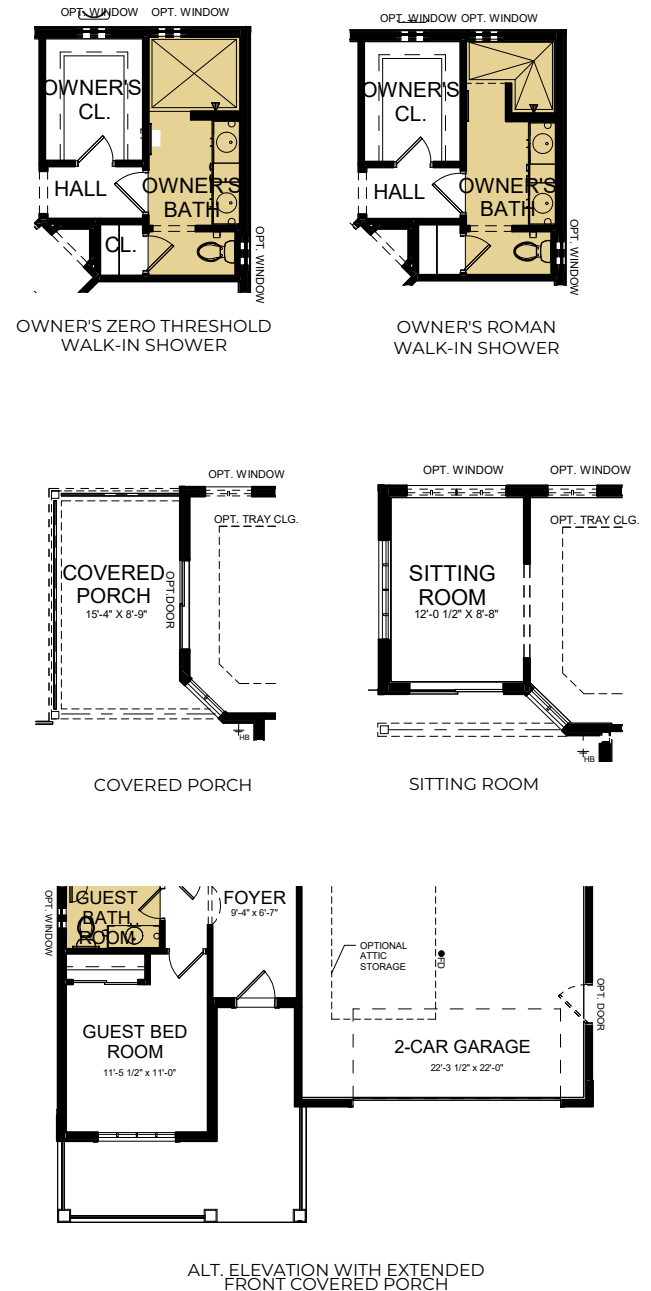 OPT. WINDOW
OPT. WINDOW
OWNER'S
CL.
HALL
OWNER'S
BATH
CL.
OPT. WINDOW
OWNER'S ZERO THRESHOLD
WALK-IN SHOWER
OPT. WINDOW
OPT. WINDOW
OWNER'S
CL.
HALL
OWNER'S
BATH
OPT. WINDOW
OWNER'S ROMAN
WALK-IN SHOWER
OPT. WINDOW
OPT. TRAY CLG.
COVERED
PORCH
15'-4" X 8'-9"
OPT.DOOR
HB
COVERED PORCH
OPT. WINDOW
OPT. WINDOW
OPT. TRAY CLG.
SITTING
ROOM
12'-0 1/2" X 8'-8"
HB
SITTING ROOM
OPT. WINDOW
GUEST
BATH
ROOM
FOYER
9'-4" x 6'-7"
OPTIONAL
ATTIC
STORAGE
FD
OPT. DOOR
GUEST BED
ROOM
11'-5 1/2" x 11'-0"
2-CAR GARAGE
22'-3 1/2" x 22'-0"
ALT. ELEVATION WITH EXTENDED
FRONT COVERED PORCH